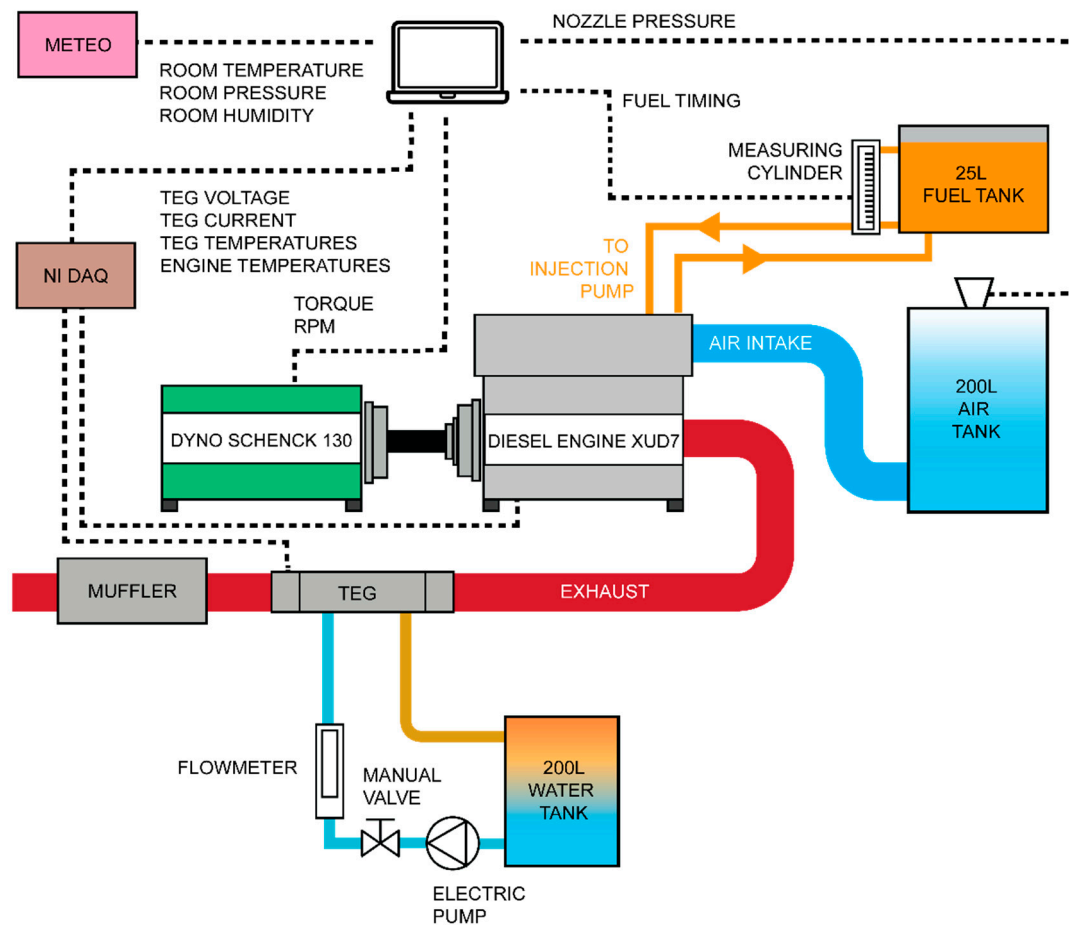 NOZZLE PRESSURE
METEO
ROOM TEMPERATURE
ROOM PRESSURE
ROOM HUMIDITY
FUEL TIMING
MEASURING
CYLINDER
25L
FUEL TANK
TEG VOLTAGE
TEG CURRENT
TEG TEMPERATURES
ENGINE TEMPERATURES
NI DAQ
TO
INJECTION
PUMP
TORQUE
RPM
AIR INTAKE
200L
AIR
TANK
DYNO SCHENCK 130
DIESEL ENGINE XUD7
MUFFLER
TEG
EXHAUST
FLOWMETER
MANUAL
VALVE
200L
WATER
TANK
ELECTRIC
PUMP